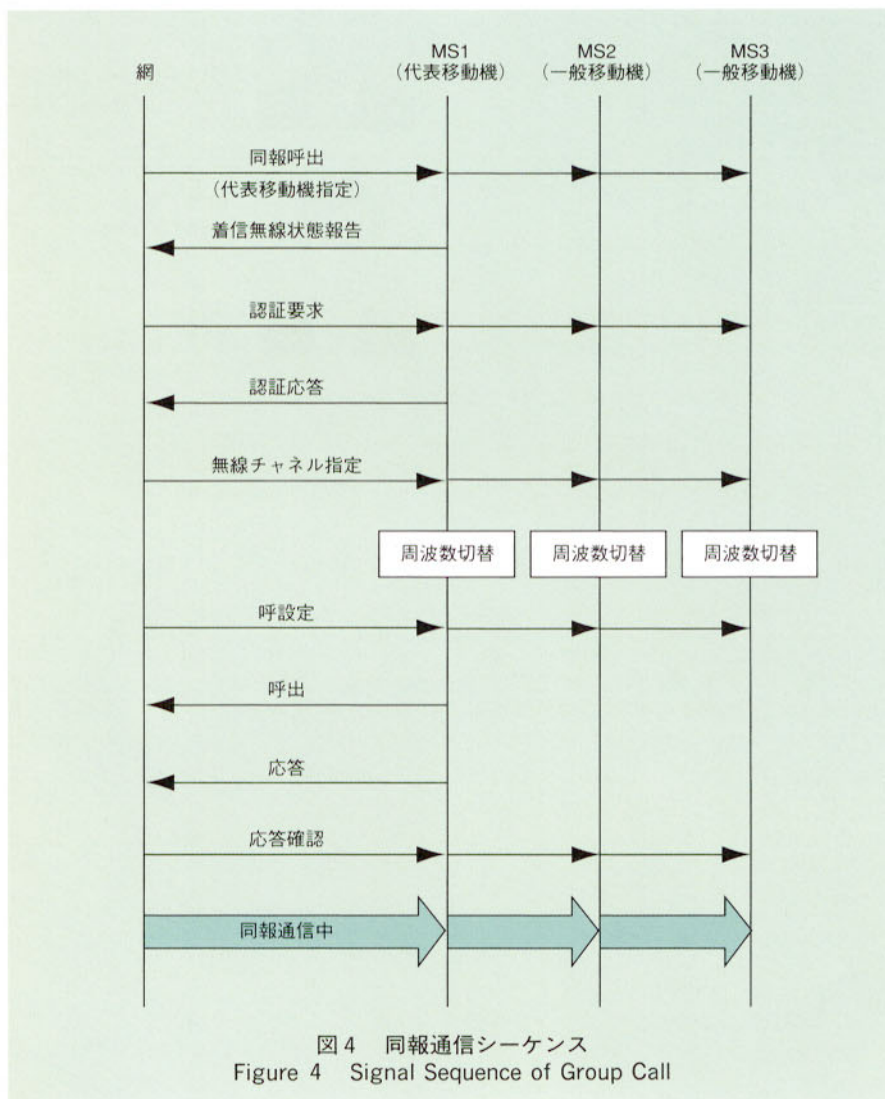 網
MS1
（代表移動機）
MS2
（一般移動機）
MS3
（一般移動機）
同報呼出
（代表移動機指定）
着信無線状態報告
認証要求
認証応答
無線チャネル指定
周波数切替
周波数切替
周波数切替
呼設定
呼出
応答
応答確認
同報通信中
図4　同報通信シーケンス
Figure 4　Signal Sequence of Group Call